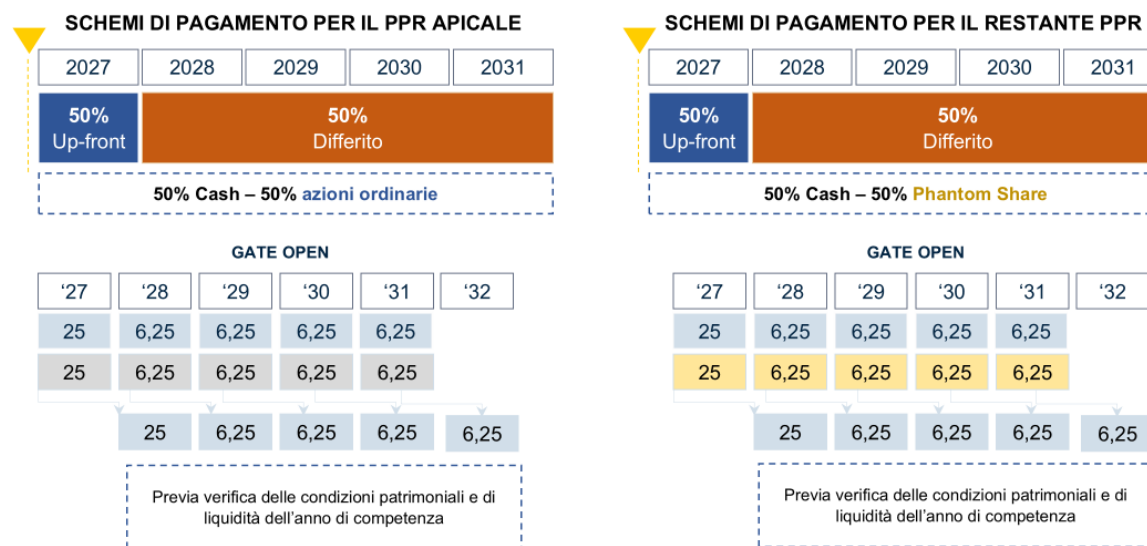 SCHEMI DI PAGAMENTO PER IL PPR APICALE
2027 2028 2029 2030 2031
50% 50%
Up-front Differito
50% Cash – 50% azioni ordinarie
GATE OPEN
‘27 ‘28 ‘29 ‘30 ‘31 ‘32
25 6,25 6,25 6,25 6,25
25 6,25 6,25 6,25 6,25
25 6,25 6,25 6,25 6,25
Previa verifica delle condizioni patrimoniali e di
liquidità dell’anno di competenza
SCHEMI DI PAGAMENTO PER IL RESTANTE PPR
2027 2028 2029 2030 2031
50% 50%
Up-front Differito
50% Cash – 50% Phantom Share
GATE OPEN
‘27 ‘28 ‘29 ‘30 ‘31 ‘32
25 6,25 6,25 6,25 6,25
25 6,25 6,25 6,25 6,25
25 6,25 6,25 6,25 6,25
Previa verifica delle condizioni patrimoniali e di
liquidità dell’anno di competenza